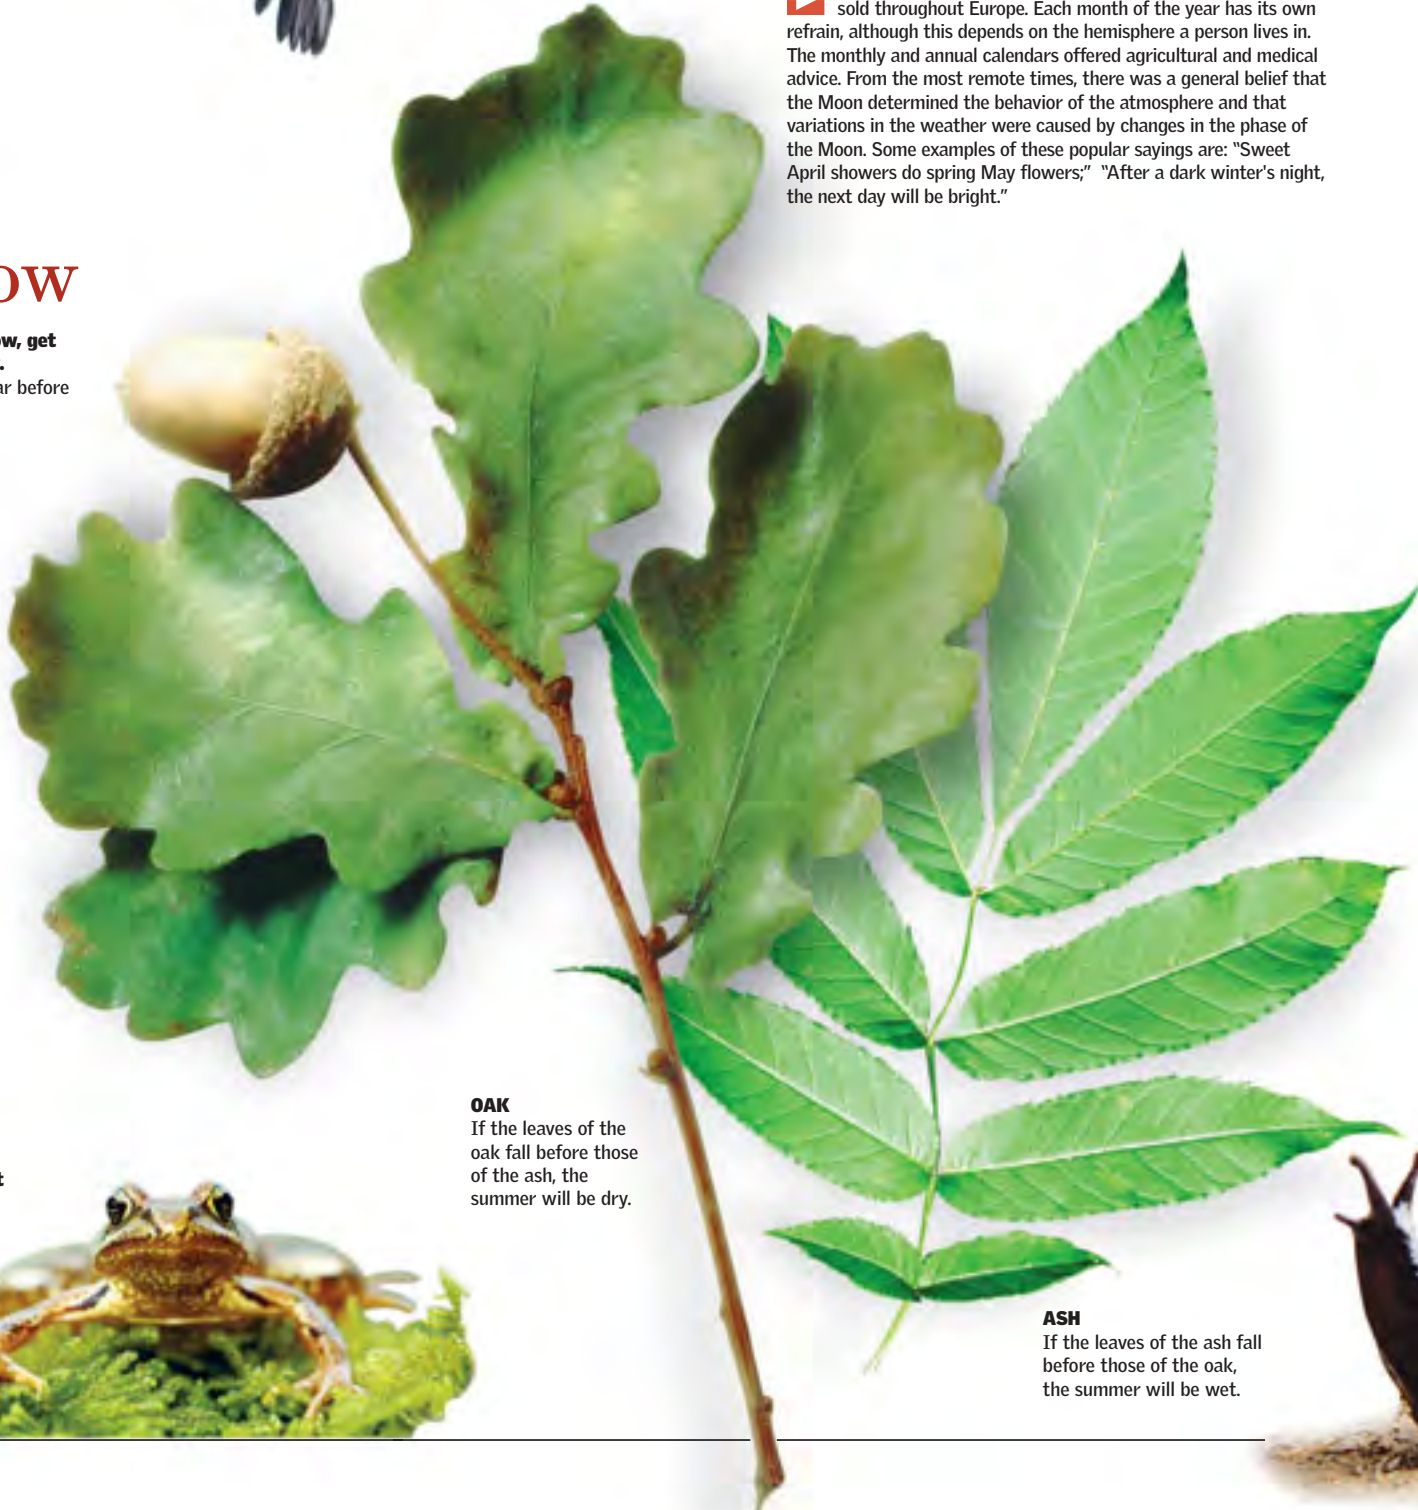 sold throughout Europe. Each month of the year has its own
refrain, although this depends on the hemisphere a person lives in.
The monthly and annual calendars offered agricultural and medical
advice. From the most remote times, there was a general belief that
the Moon determined the behavior of the atmosphere and that
variations in the weather were caused by changes in the phase of
the Moon. Some examples of these popular sayings are: “Sweet
April showers do spring May flowers;” “After a dark winter's night,
the next day will be bright.”
ow
get
before
OAK
If the leaves of the
oak fall before those
of the ash, the
summer will be dry.
ASH
If the leaves of the ash fall
before those of the oak,
the summer will be wet.